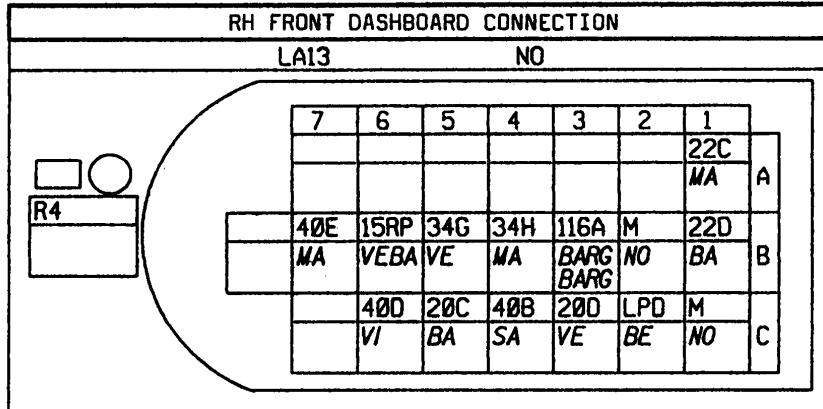 RH FRONT DASHBOARD CONNECTION
LA13 NO
7 6 5 4 3 2 1
22C
MA A
R4
40E 15RP 34G 34H 116A M 22D
MA VEBA VE MA BARG NO BA B
BARG
40D 20C 40B 20D LPD M
VI BA SA VE BE NO C